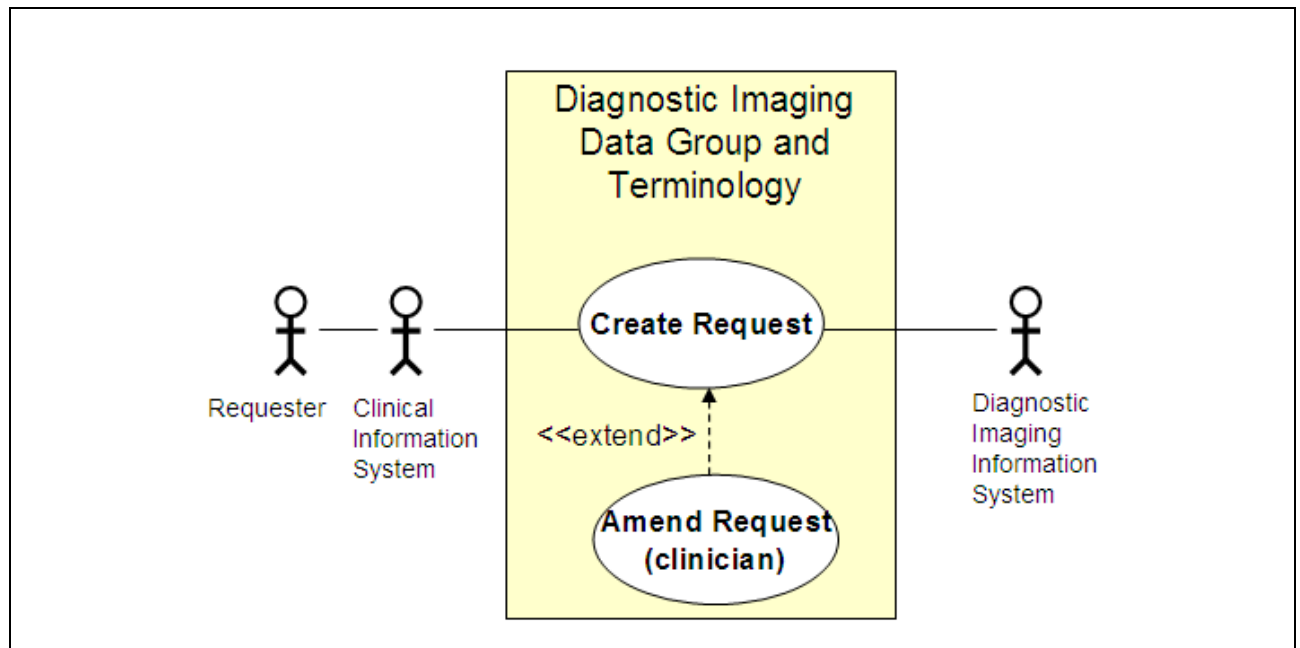 Diagnostic Imaging
Data Group and
Terminology
Create Request
Requester
Clinical
Information
System
Diagnostic
Imaging
Information
System
<<extend>>
Amend Request
(clinician)